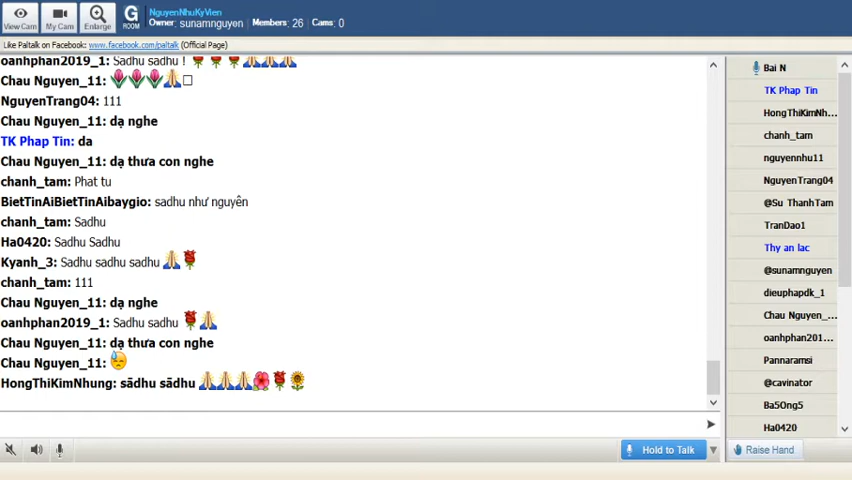 View Cam
My Cam
Enlarge
G
ROOM
NguyenNhuKyVien
Owner: sunamnguyen Members: 26 Cams: 0
Like Paltalk on Facebook: www.facebook.com/paltalk (Official Page)
oanhphan2019_1: Sadhu sadhu ! 🌹🌹🌹🙏🙏🙏
Chau Nguyen_11: 🌷🌷🌷🙏□
NguyenTrang04: 111
Chau Nguyen_11: dạ nghe
TK Phap Tin: da
Chau Nguyen_11: dạ thưa con nghe
chanh_tam: Phat tu
BietTinAiBietTinAibaygio: sadhu như nguyên
chanh_tam: Sadhu
Ha0420: Sadhu Sadhu
Kyanh_3: Sadhu sadhu sadhu 🙏🌹
chanh_tam: 111
Chau Nguyen_11: dạ nghe
oanhphan2019_1: Sadhu sadhu 🌹🙏
Chau Nguyen_11: dạ thưa con nghe
Chau Nguyen_11: 😓
HongThiKimNhung: sādhu sādhu 🙏🙏🙏🌺🌹🌻
Hold to Talk
Bai N
TK Phap Tin
HongThiKimNh...
chanh_tam
nguyennhu11
NguyenTrang04
@Su ThanhTam
TranDao1
Thy an lac
@sunamnguyen
dieuphapdk_1
Chau Nguyen_...
oanhphan201...
Pannaramsi
@cavinator
Ba5Ong5
Ha0420
Raise Hand